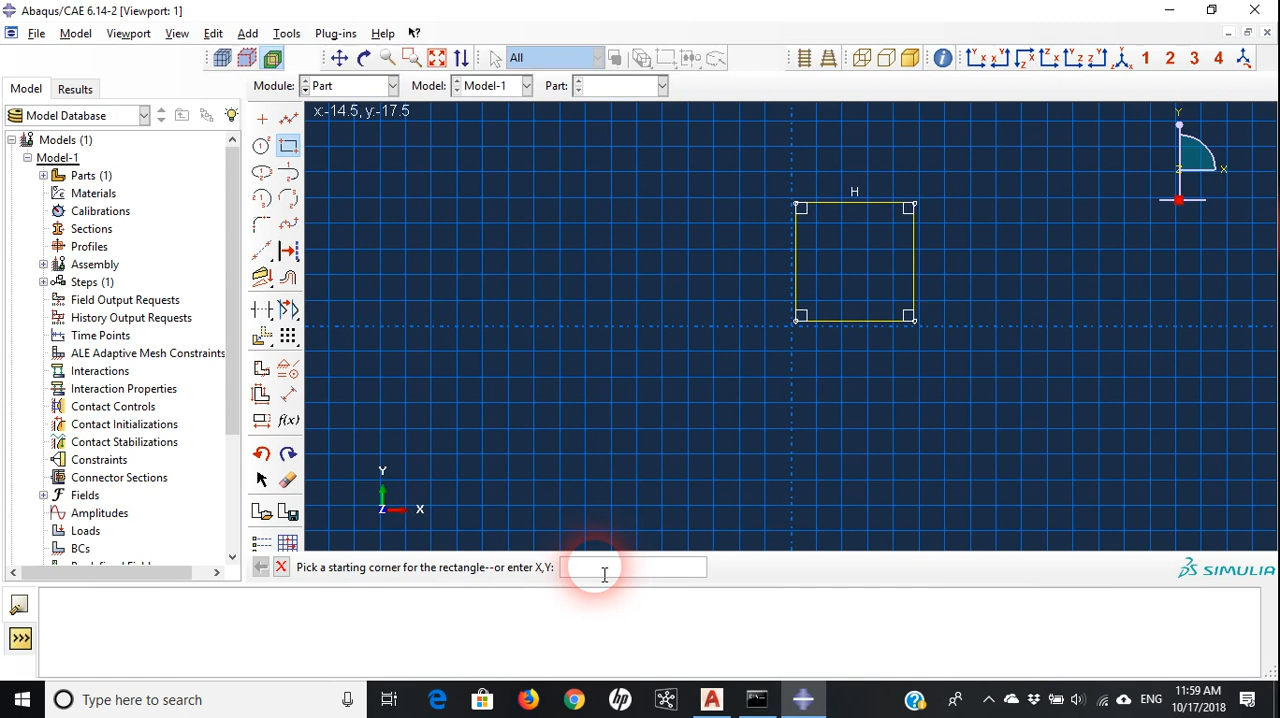 Abaqus/CAE 6.14-2 [Viewport: 1]
File Model Viewport View Edit Add Tools Plug-ins Help
All
1 2 3 4
Model Results
Module: Part Model: Model-1 Part:
Model Database
Models (1)
Model-1
Parts (1)
Materials
Calibrations
Sections
Profiles
Assembly
Steps (1)
Field Output Requests
History Output Requests
Time Points
ALE Adaptive Mesh Constraints
Interactions
Interaction Properties
Contact Controls
Contact Initializations
Contact Stabilizations
Constraints
Connector Sections
Fields
Amplitudes
Loads
BCs
f(x)
x:-14.5, y:-17.5
Y
Z X
H
Y
Z X
Pick a starting corner for the rectangle--or enter X,Y:
SIMULIA
>>>
Type here to search
ENG
11:59 AM
10/17/2018